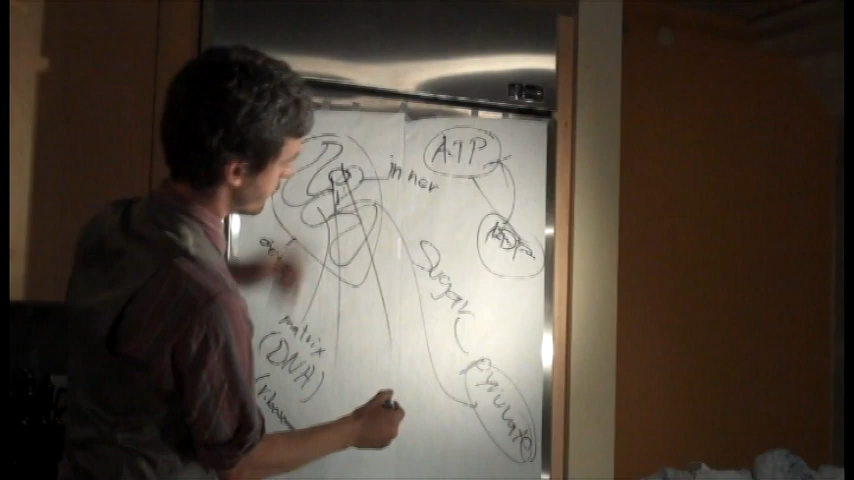 ATP
inner
ADP
Sugar
matrix
(DNA)
Pyruvate